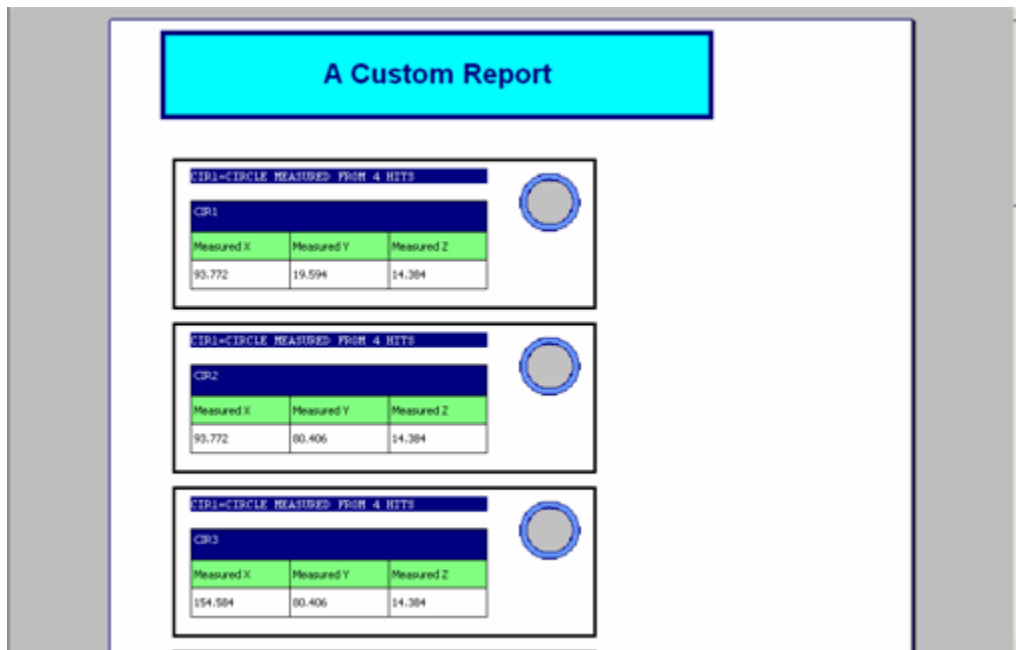 A Custom Report
CIR1=CIRCLE MEASURED FROM 4 HITS
CIR1
Measured X Measured Y Measured Z
93.772 19.594 14.384
CIR1=CIRCLE MEASURED FROM 4 HITS
CIR2
Measured X Measured Y Measured Z
93.772 80.406 14.384
CIR1=CIRCLE MEASURED FROM 4 HITS
CIR3
Measured X Measured Y Measured Z
154.584 80.406 14.384